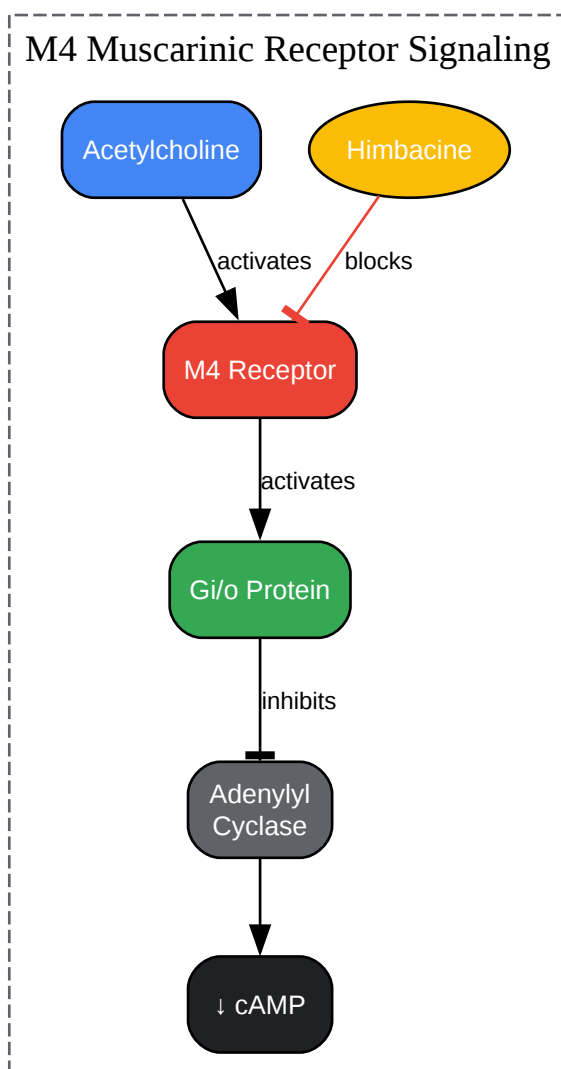 M4 Muscarinic Receptor Signaling
Acetylcholine
Himbacine
activates
blocks
M4 Receptor
activates
Gi/o Protein
inhibits
Adenylyl
Cyclase
↓ cAMP